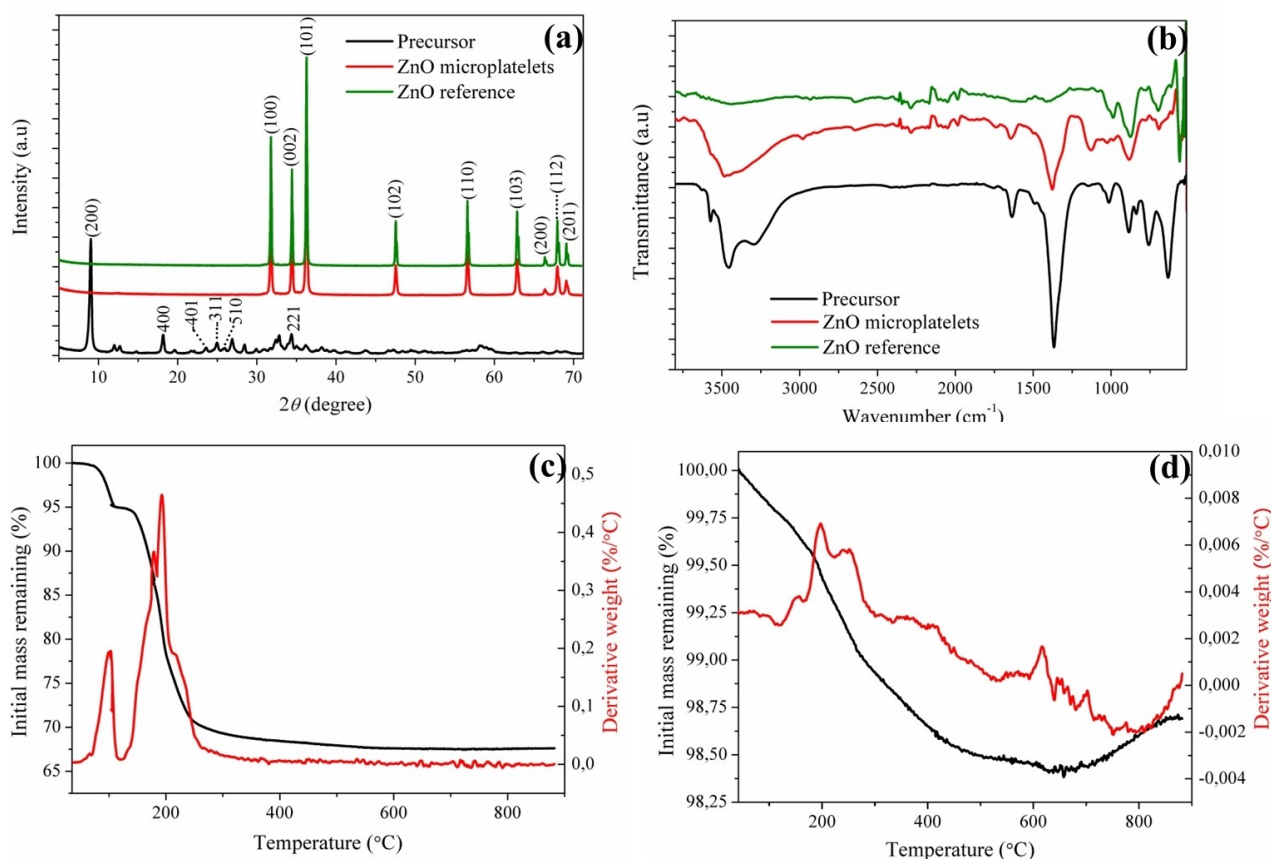 (a)
Precursor
ZnO microplatelets
ZnO reference
(200)
400
401
311
510
221
(100)
(002)
(101)
(102)
(110)
(103)
(200)
(112)
(201)
Intensity (a.u)
10 20 30 40 50 60 70
2θ (degree)
(b)
Precursor
ZnO microplatelets
ZnO reference
Transmittance (a.u)
3500 3000 2500 2000 1500 1000
Wavenumber (cm⁻¹)
(c)
Initial mass remaining (%)
100
95
90
85
80
75
70
65
Derivative weight (%/°C)
0,5
0,4
0,3
0,2
0,1
0,0
200 400 600 800
Temperature (°C)
(d)
Initial mass remaining (%)
100,00
99,75
99,50
99,25
99,00
98,75
98,50
98,25
Derivative weight (%/°C)
0,010
0,008
0,006
0,004
0,002
0,000
-0,002
-0,004
200 400 600 800
Temperature (°C)